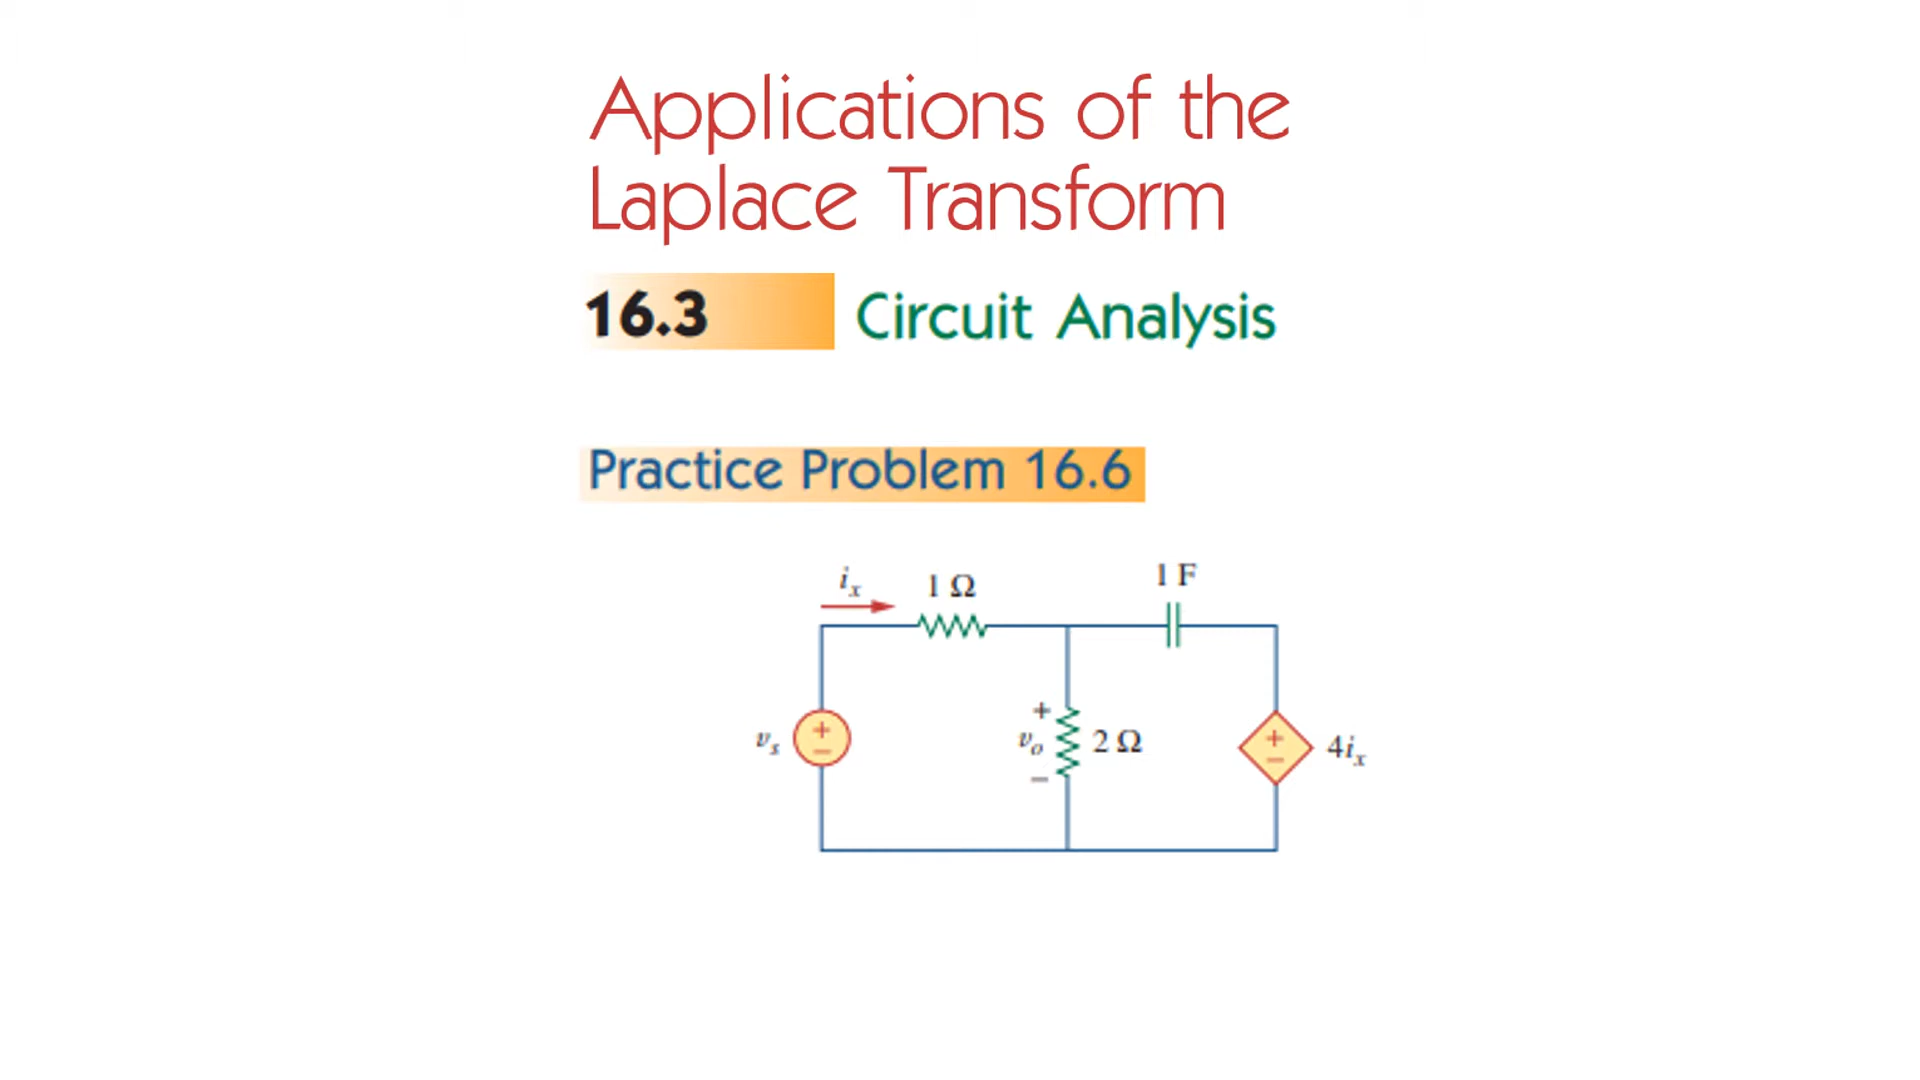 Applications of the
Laplace Transform
16.3 Circuit Analysis
Practice Problem 16.6
iₓ 1 Ω 1 F
+
vₛ + − vₒ 2 Ω + − 4iₓ
−